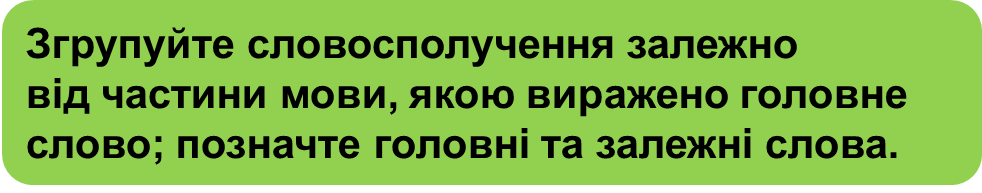 Згрупуйте словосполучення залежно
від частини мови, якою виражено головне
слово; позначте головні та залежні слова.